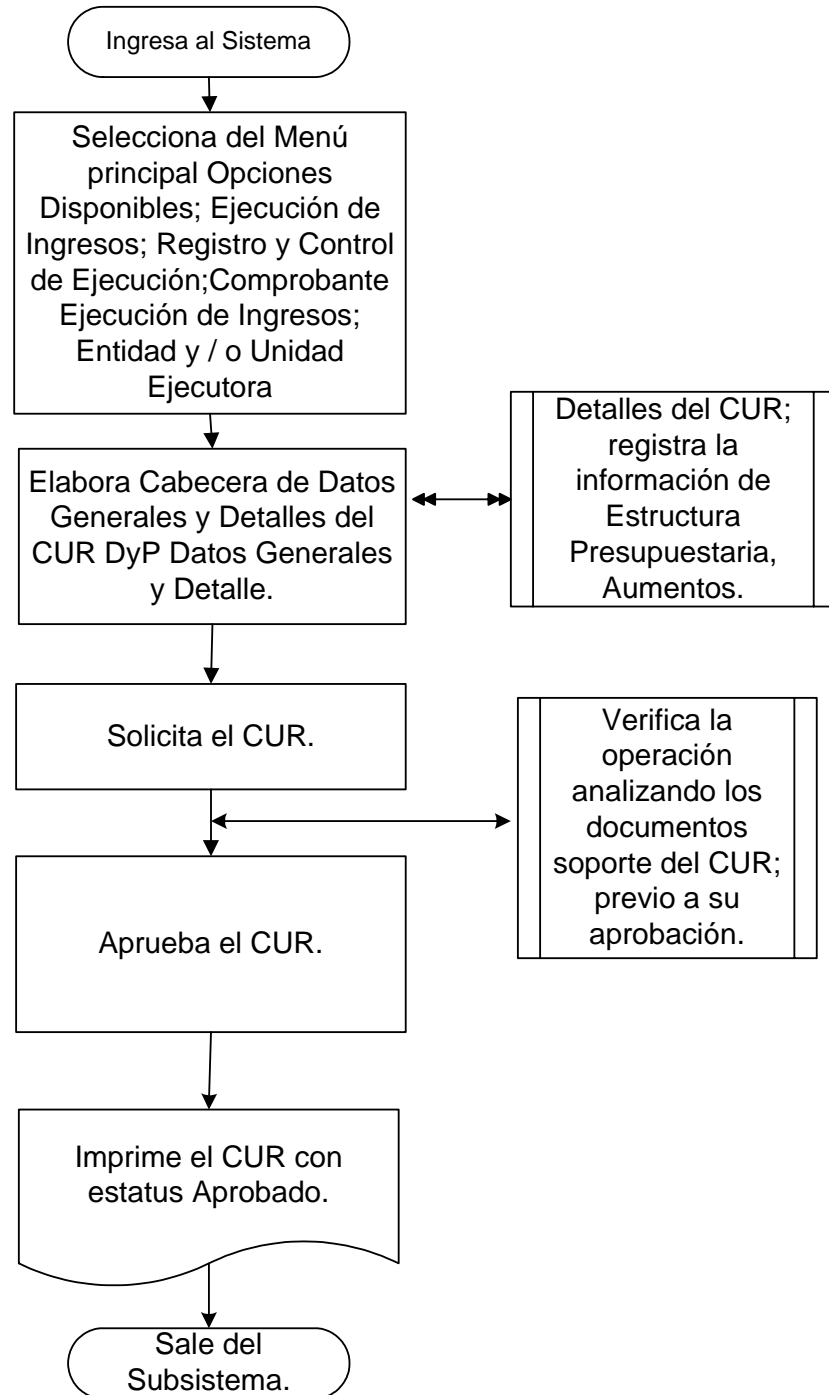 Ingresa al Sistema
Selecciona del Menú
principal Opciones
Disponibles; Ejecución de
Ingresos; Registro y Control
de Ejecución;Comprobante
Ejecución de Ingresos;
Entidad y / o Unidad
Ejecutora
Elabora Cabecera de Datos
Generales y Detalles del
CUR DyP Datos Generales
y Detalle.
Detalles del CUR;
registra la
información de
Estructura
Presupuestaria,
Aumentos.
Solicita el CUR.
Verifica la
operación
analizando los
documentos
soporte del CUR;
previo a su
aprobación.
Aprueba el CUR.
Imprime el CUR con
estatus Aprobado.
Sale del
Subsistema.